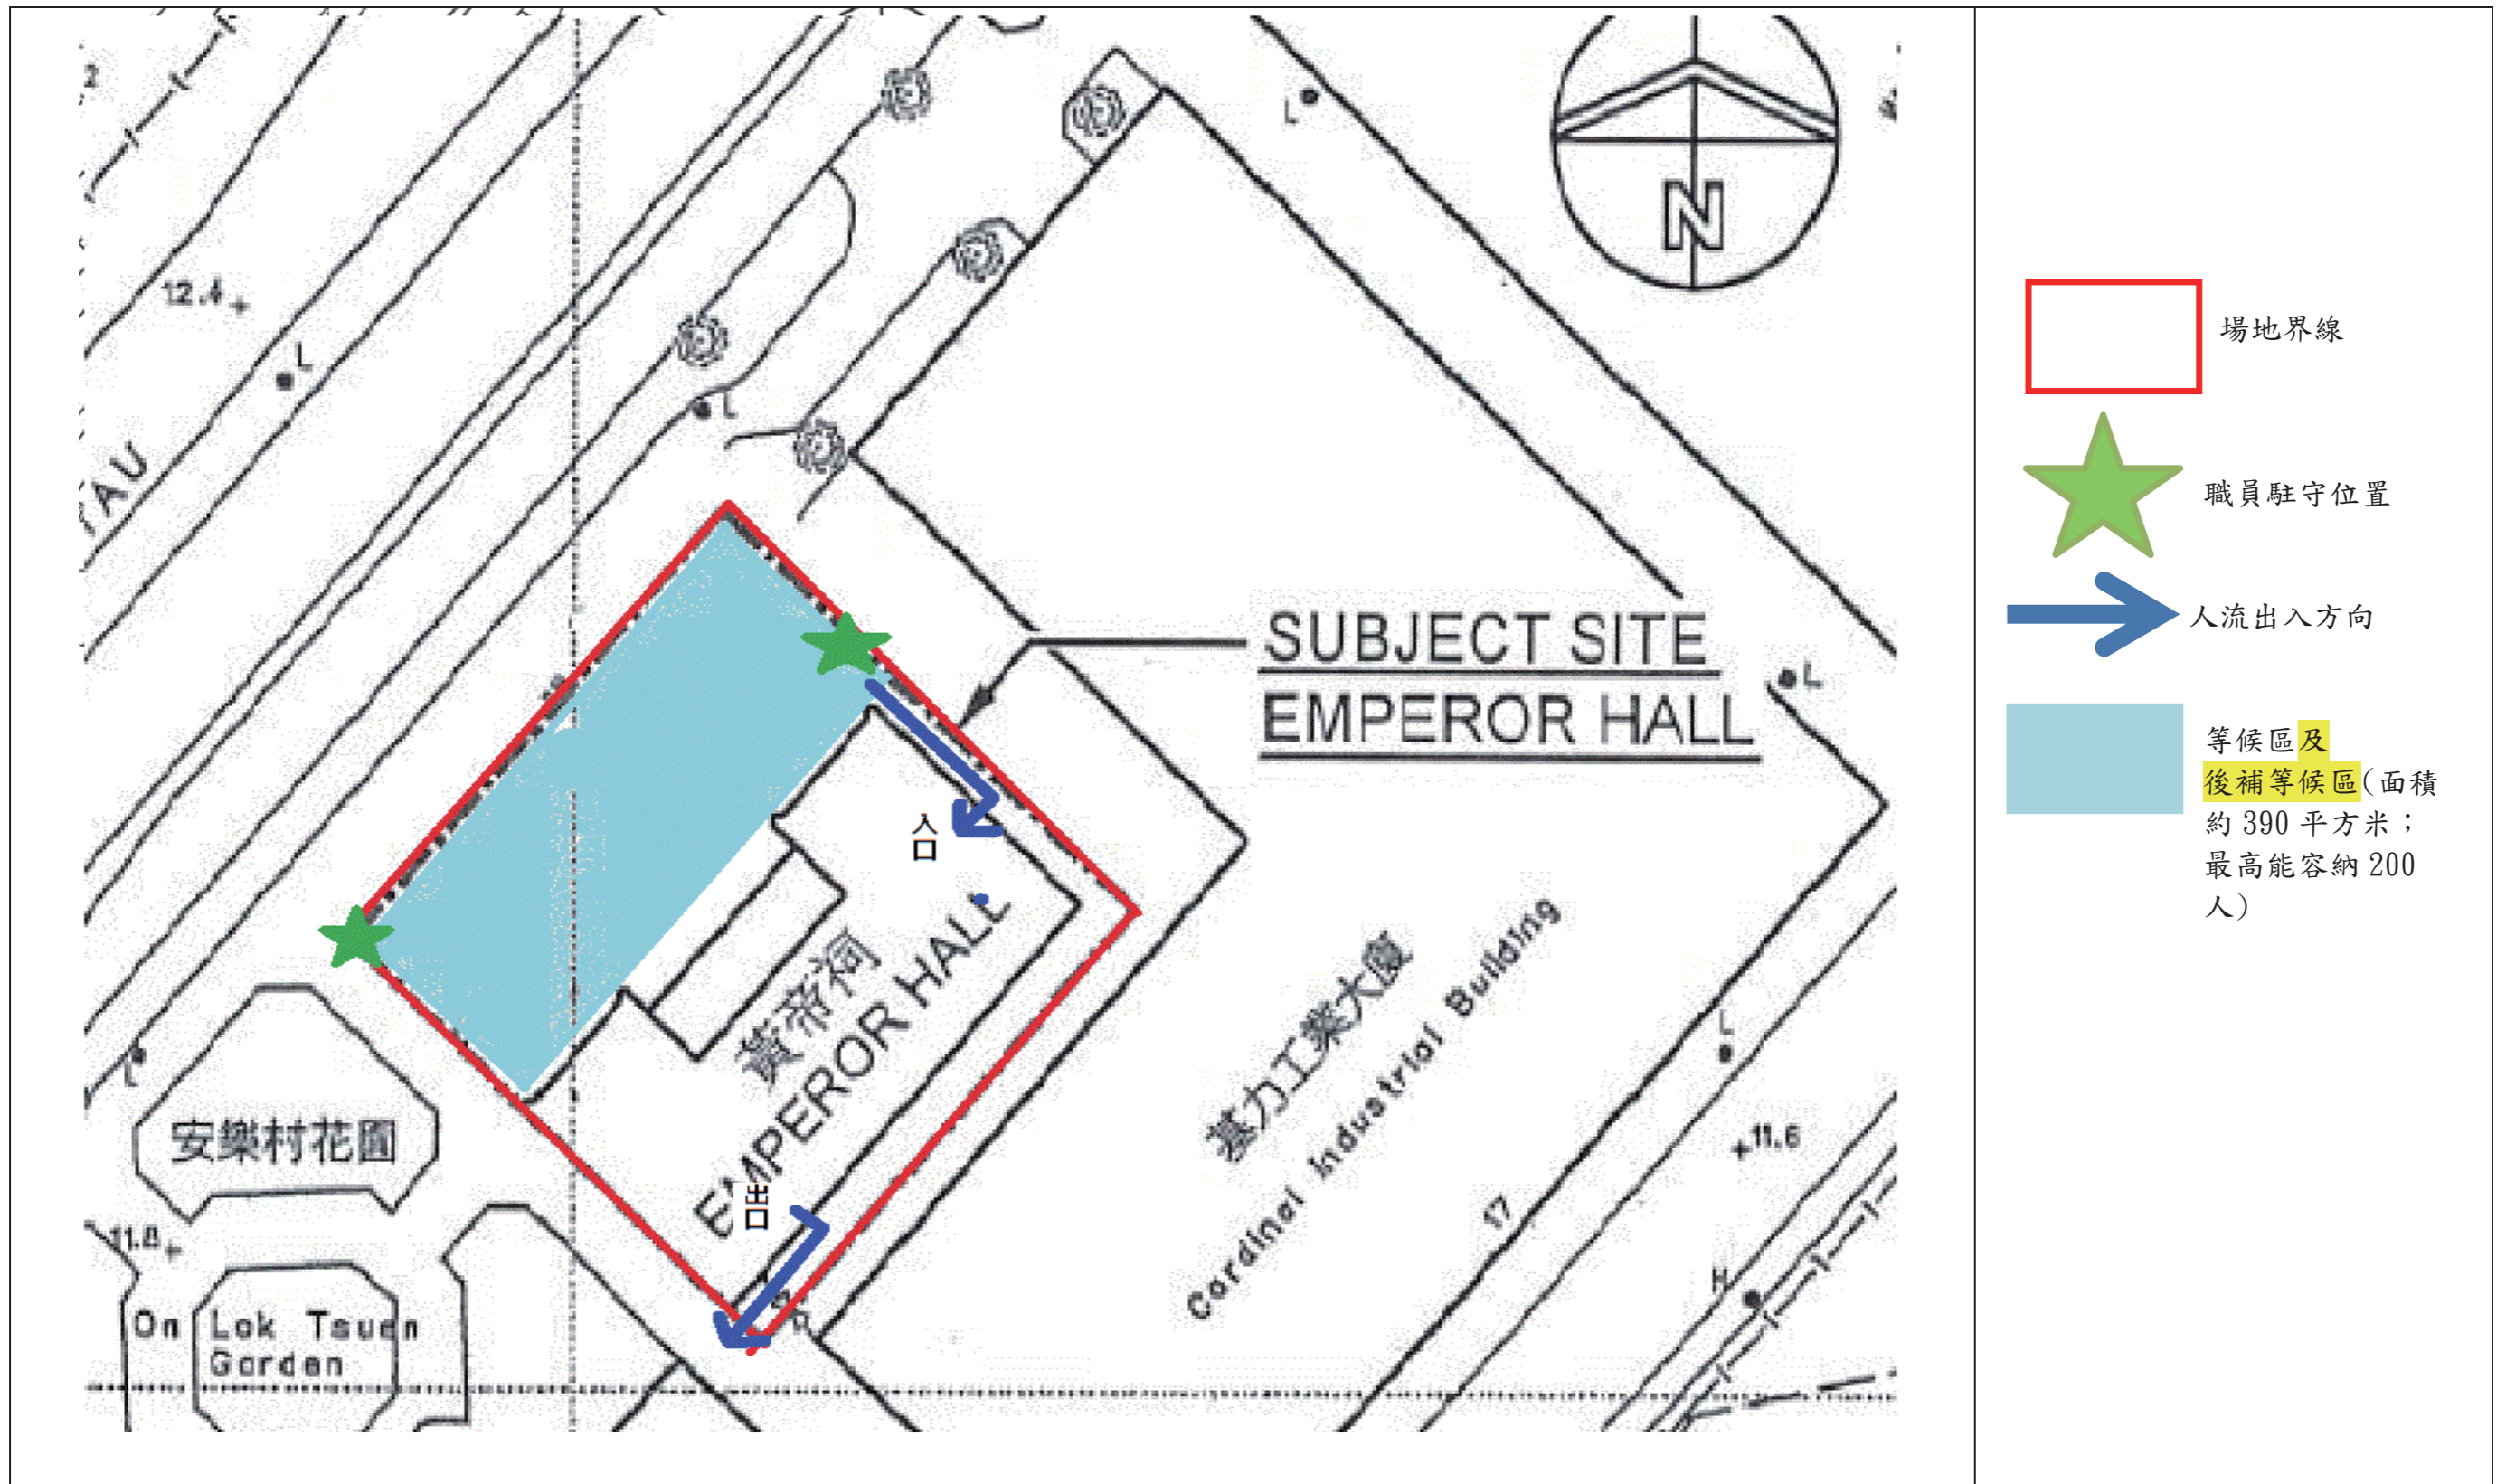 2
N
L
L
12.4
L
L
TAU
SUBJECT SITE
EMPEROR HALL
L
入口
黃帝祠
EMPEROR HALL
出口
基力工業大廈
Cardinal Industrial Building
L
11.6
17
H
安樂村花園
11.8
On Lok Tsuen
Garden
場地界線
職員駐守位置
人流出入方向
等候區及
後補等候區(面積
約 390 平方米；
最高能容納 200
人)